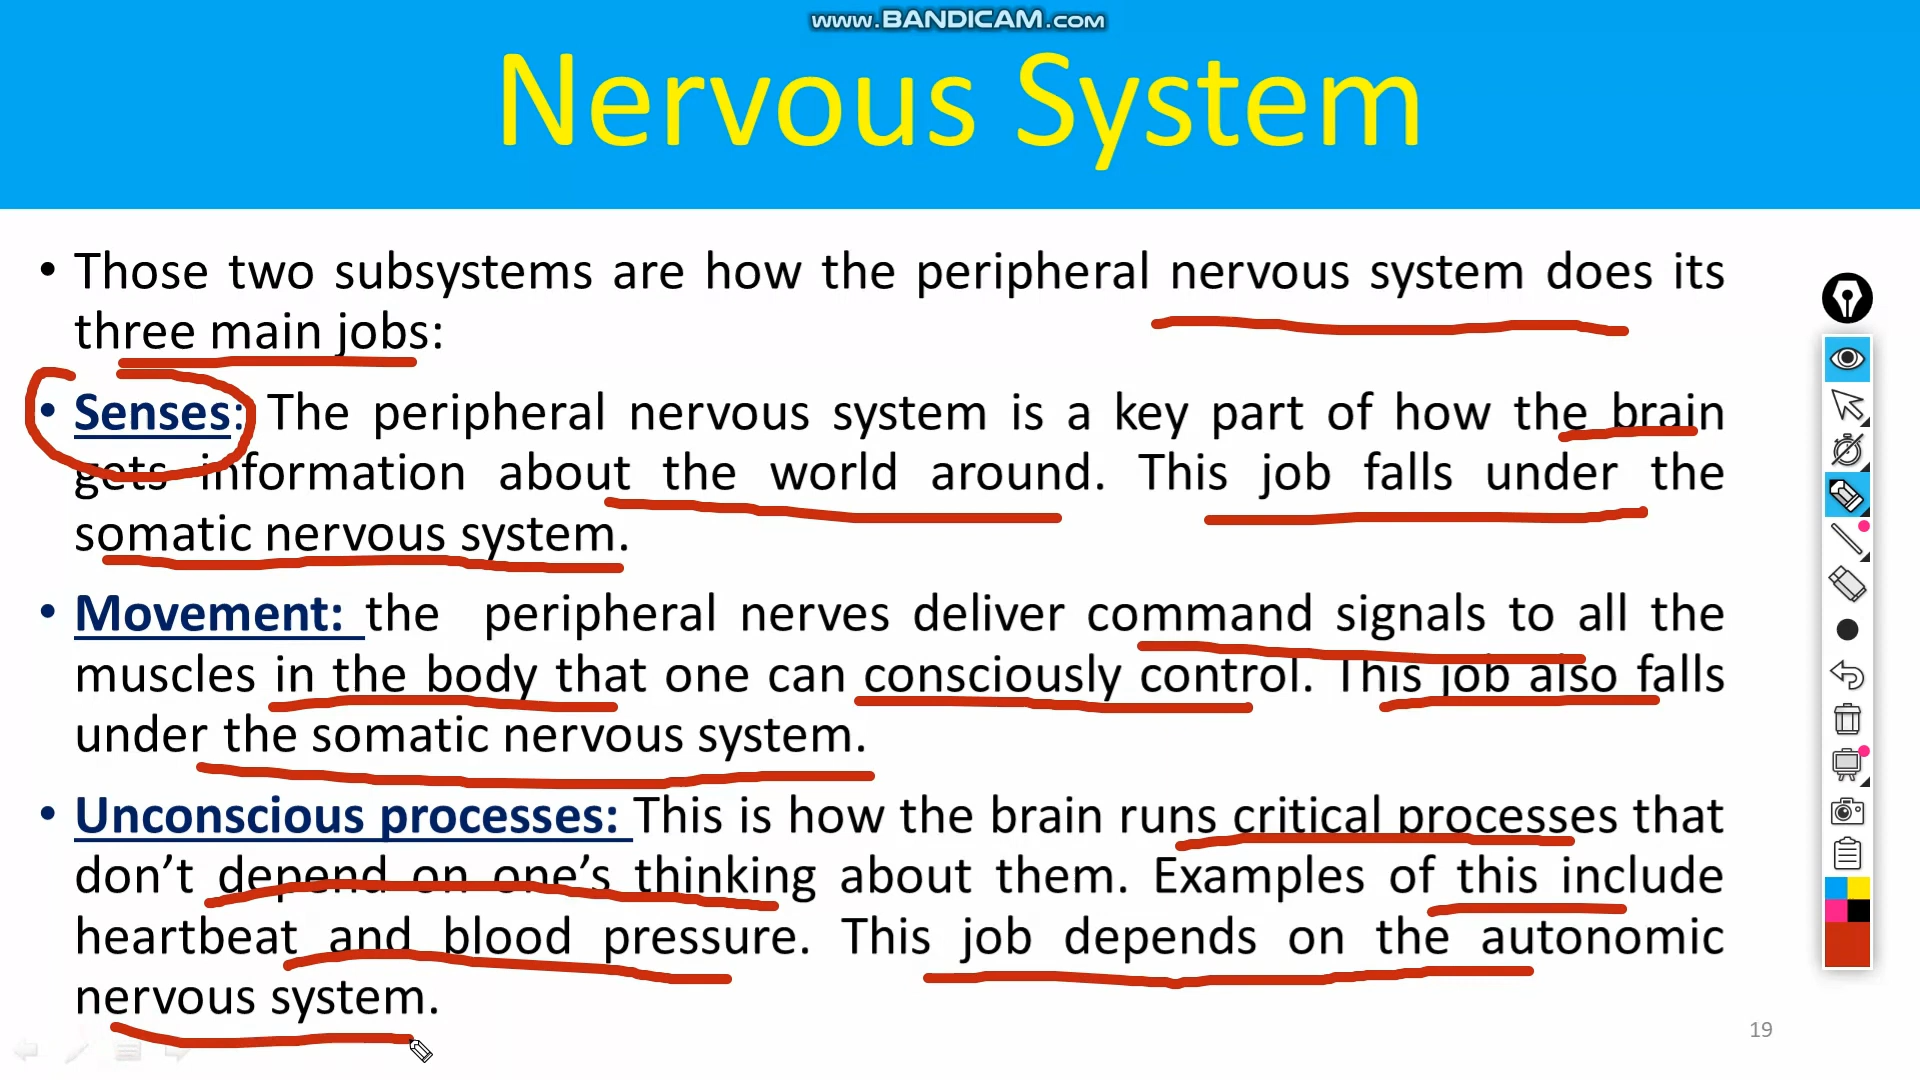 www.BANDICAM.com
Nervous System
• Those two subsystems are how the peripheral nervous system does its
three main jobs:
• Senses: The peripheral nervous system is a key part of how the brain
gets information about the world around. This job falls under the
somatic nervous system.
• Movement: the peripheral nerves deliver command signals to all the
muscles in the body that one can consciously control. This job also falls
under the somatic nervous system.
• Unconscious processes: This is how the brain runs critical processes that
don’t depend on one’s thinking about them. Examples of this include
heartbeat and blood pressure. This job depends on the autonomic
nervous system.
19